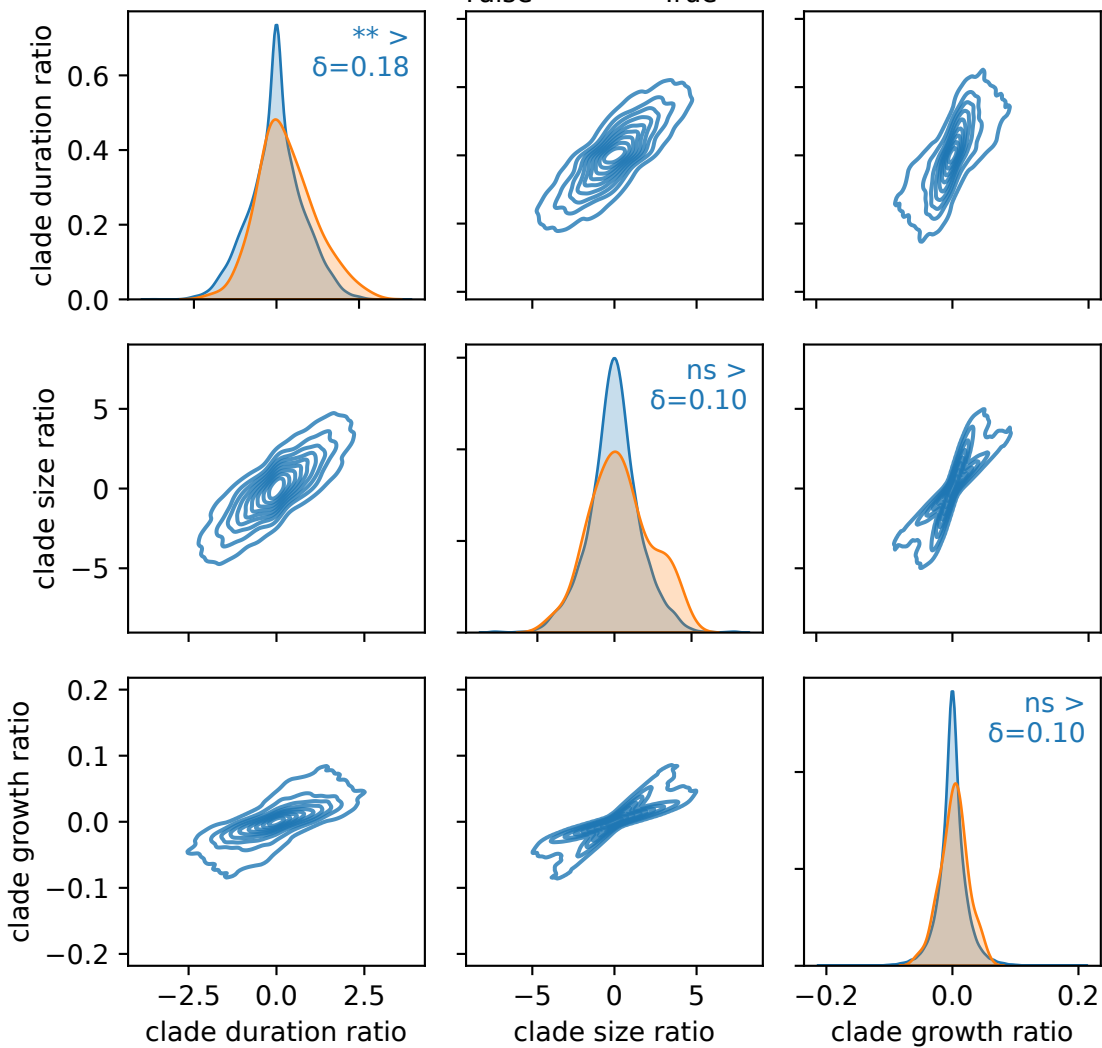 False True
** >
δ=0.18
clade duration ratio
0.6
0.4
0.2
0.0
ns >
δ=0.10
clade size ratio
5
0
−5
ns >
δ=0.10
clade growth ratio
0.2
0.1
0.0
−0.1
−0.2
−2.5 0.0 2.5
−5 0 5
−0.2 0.0 0.2
clade duration ratio
clade size ratio
clade growth ratio